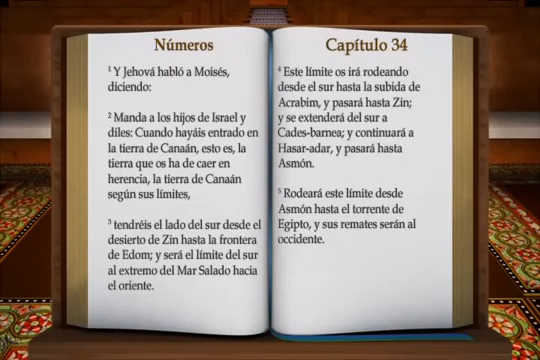 Números
¹ Y Jehová habló a Moisés,
diciendo:
² Manda a los hijos de Israel y
diles: Cuando hayáis entrado en
la tierra de Canaán, esto es, la
tierra que os ha de caer en
herencia, la tierra de Canaán
según sus límites,
³ tendréis el lado del sur desde el
desierto de Zin hasta la frontera
de Edom; y será el límite del sur
al extremo del Mar Salado hacia
el oriente.
Capítulo 34
⁴ Este límite os irá rodeando
desde el sur hasta la subida de
Acrabim, y pasará hasta Zin;
y se extenderá del sur a
Cades-barnea; y continuará a
Hasar-adar, y pasará hasta
Asmón.
⁵ Rodeará este límite desde
Asmón hasta el torrente de
Egipto, y sus remates serán al
occidente.